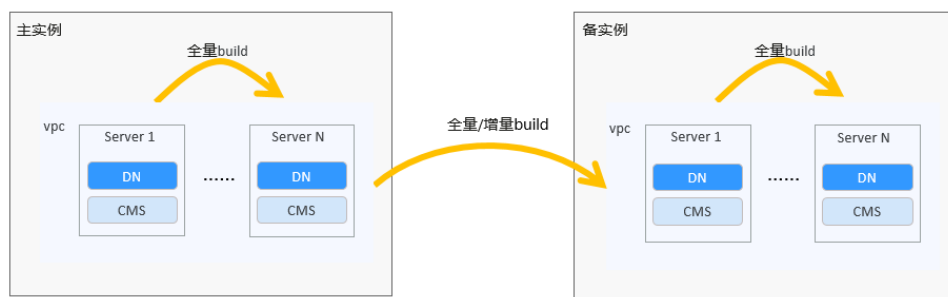 主实例
全量build
vpc
Server 1
DN
CMS
......
Server N
DN
CMS
全量/增量build
备实例
全量build
vpc
Server 1
DN
CMS
......
Server N
DN
CMS